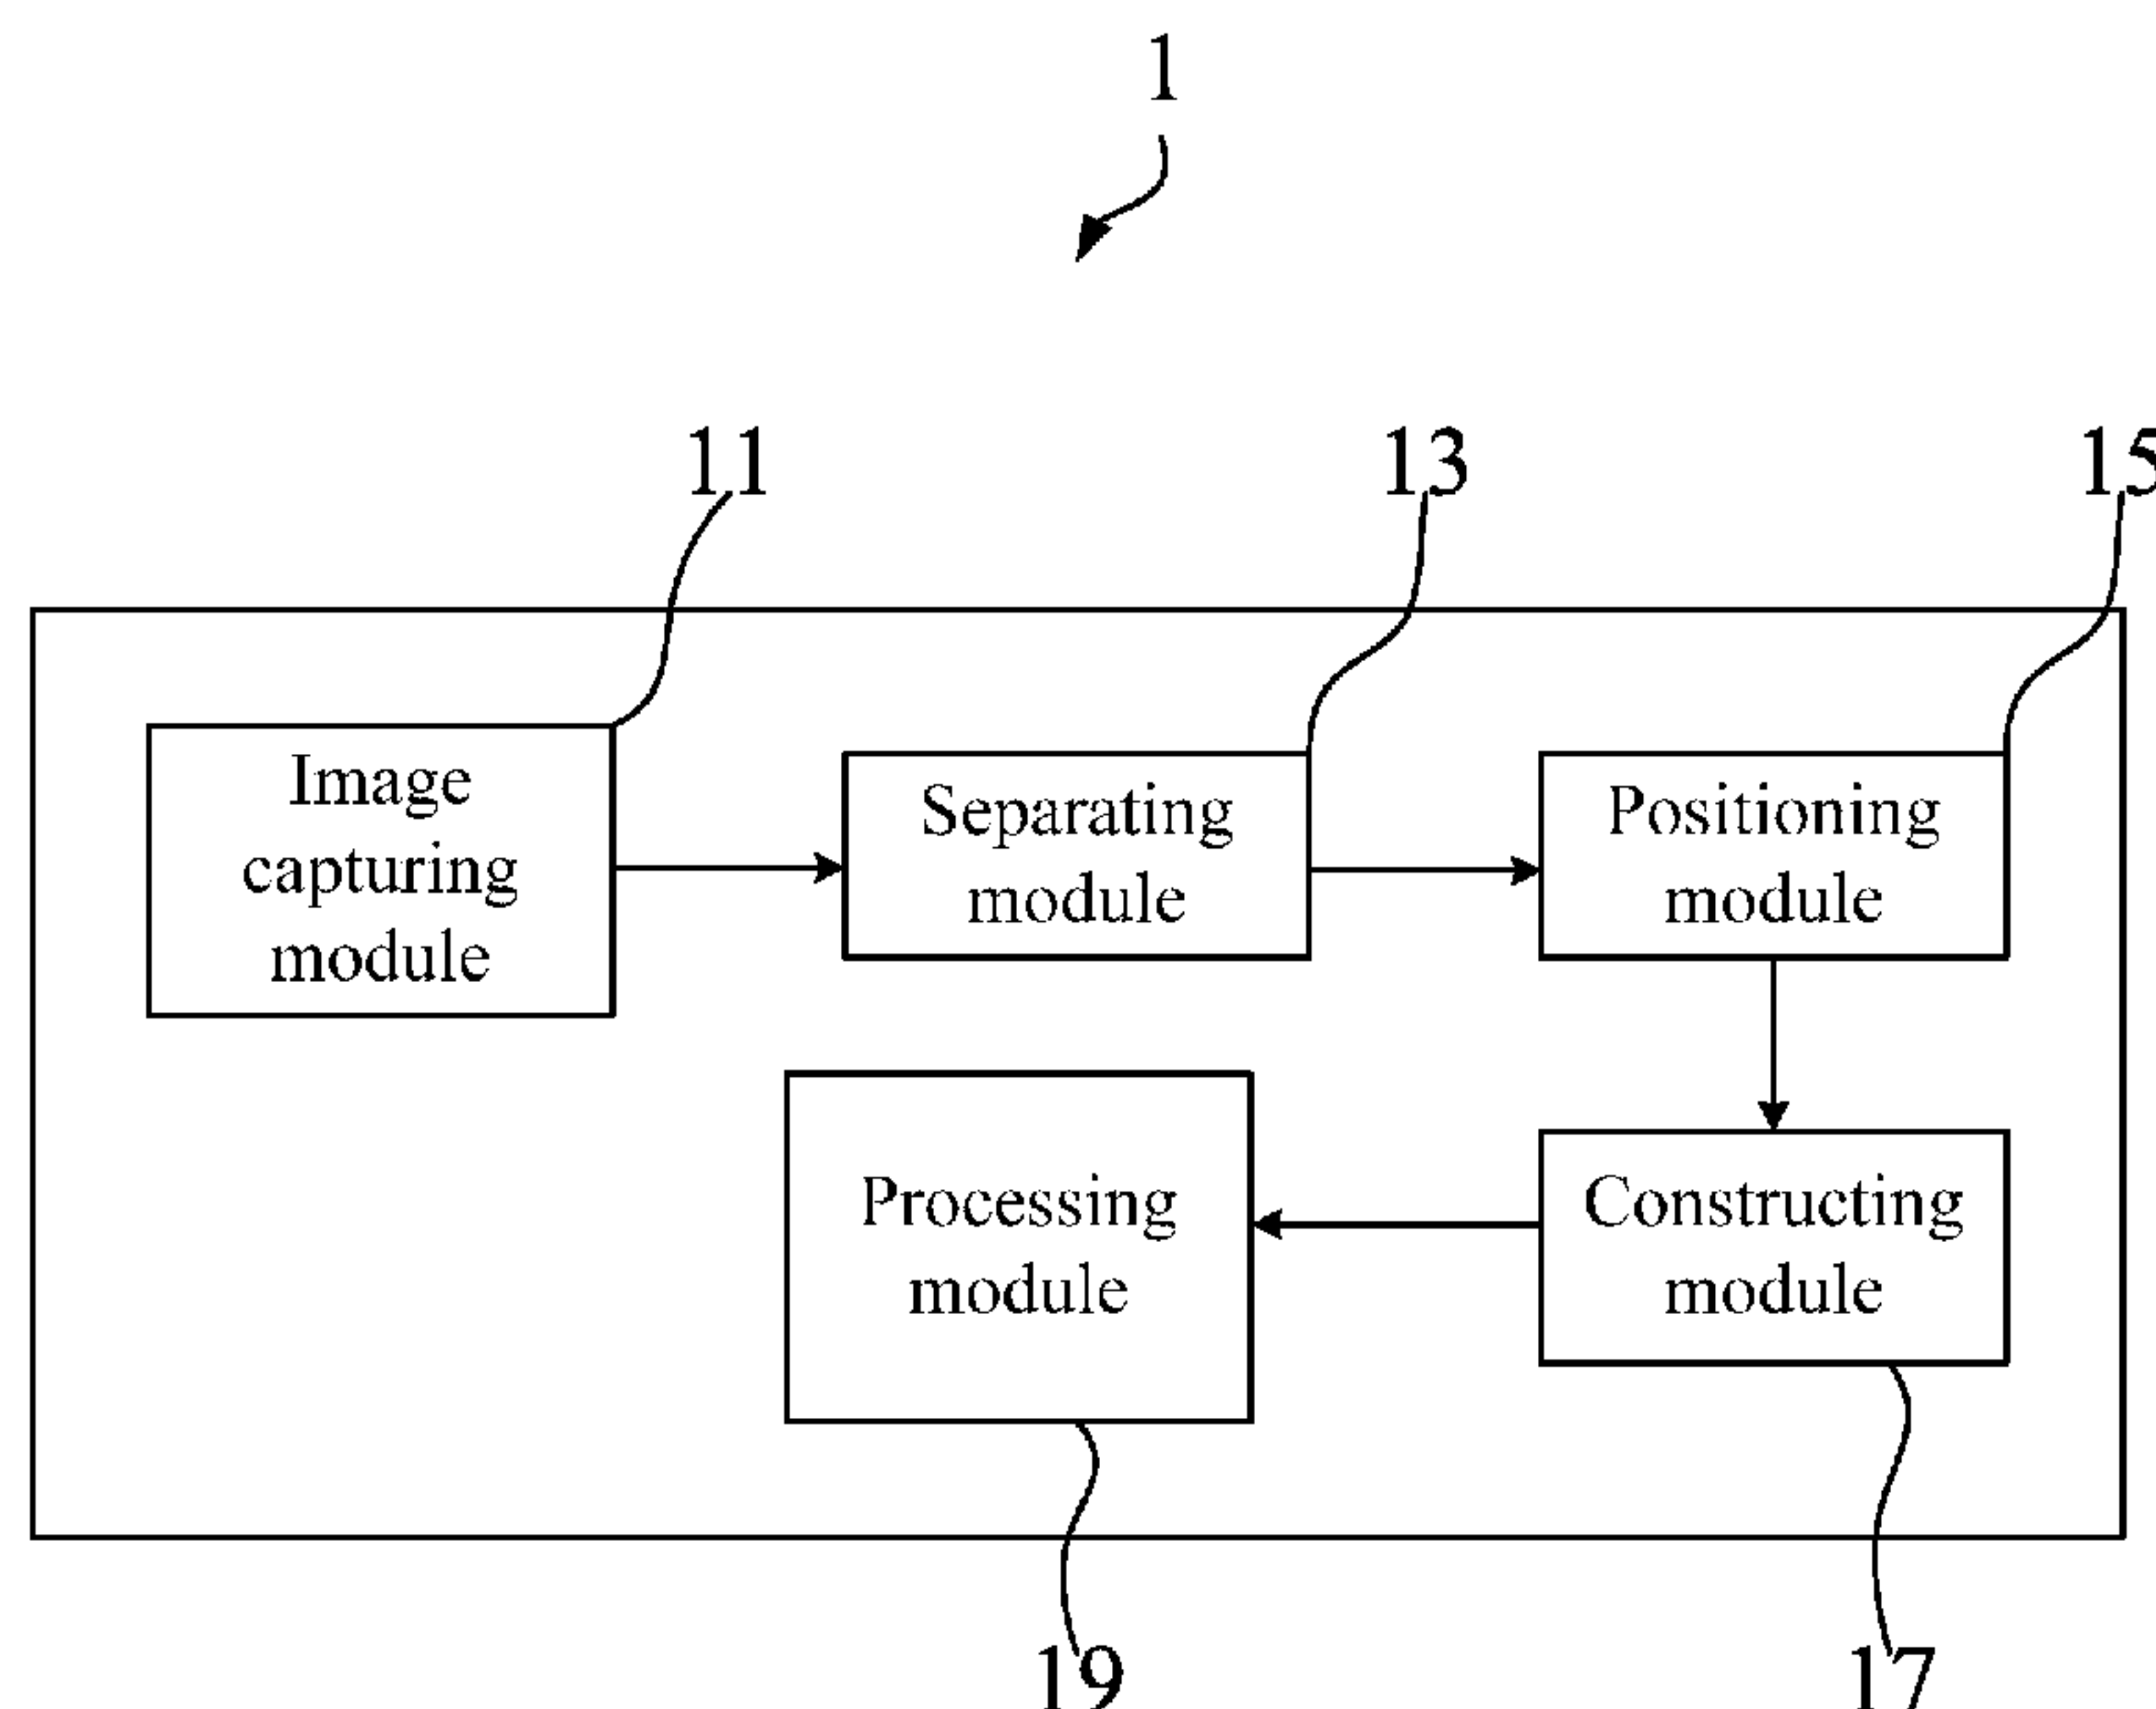 1
11
13
15
Image
capturing
module
Separating
module
Positioning
module
Processing
module
Constructing
module
19
17